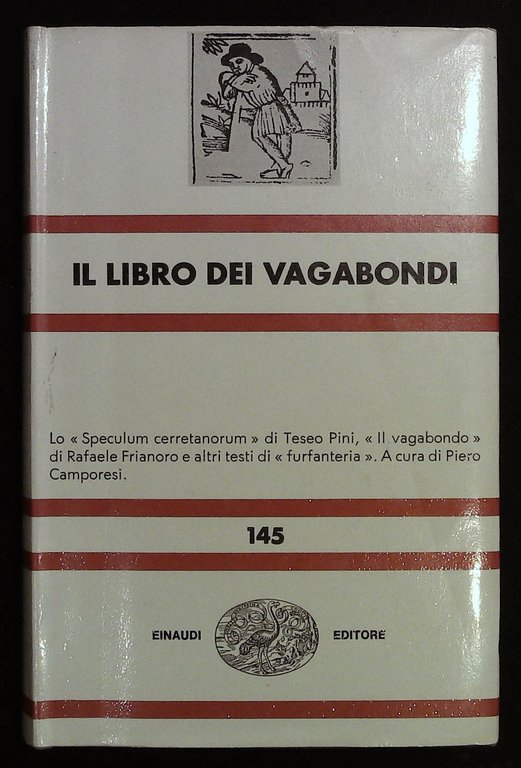 IL LIBRO DEI VAGABONDI
Lo « Speculum cerretanorum » di Teseo Pini, « Il vagabondo »
di Rafaele Frianoro e altri testi di « furfanteria ». A cura di Piero
Camporesi.
145
EINAUDI EDITORE